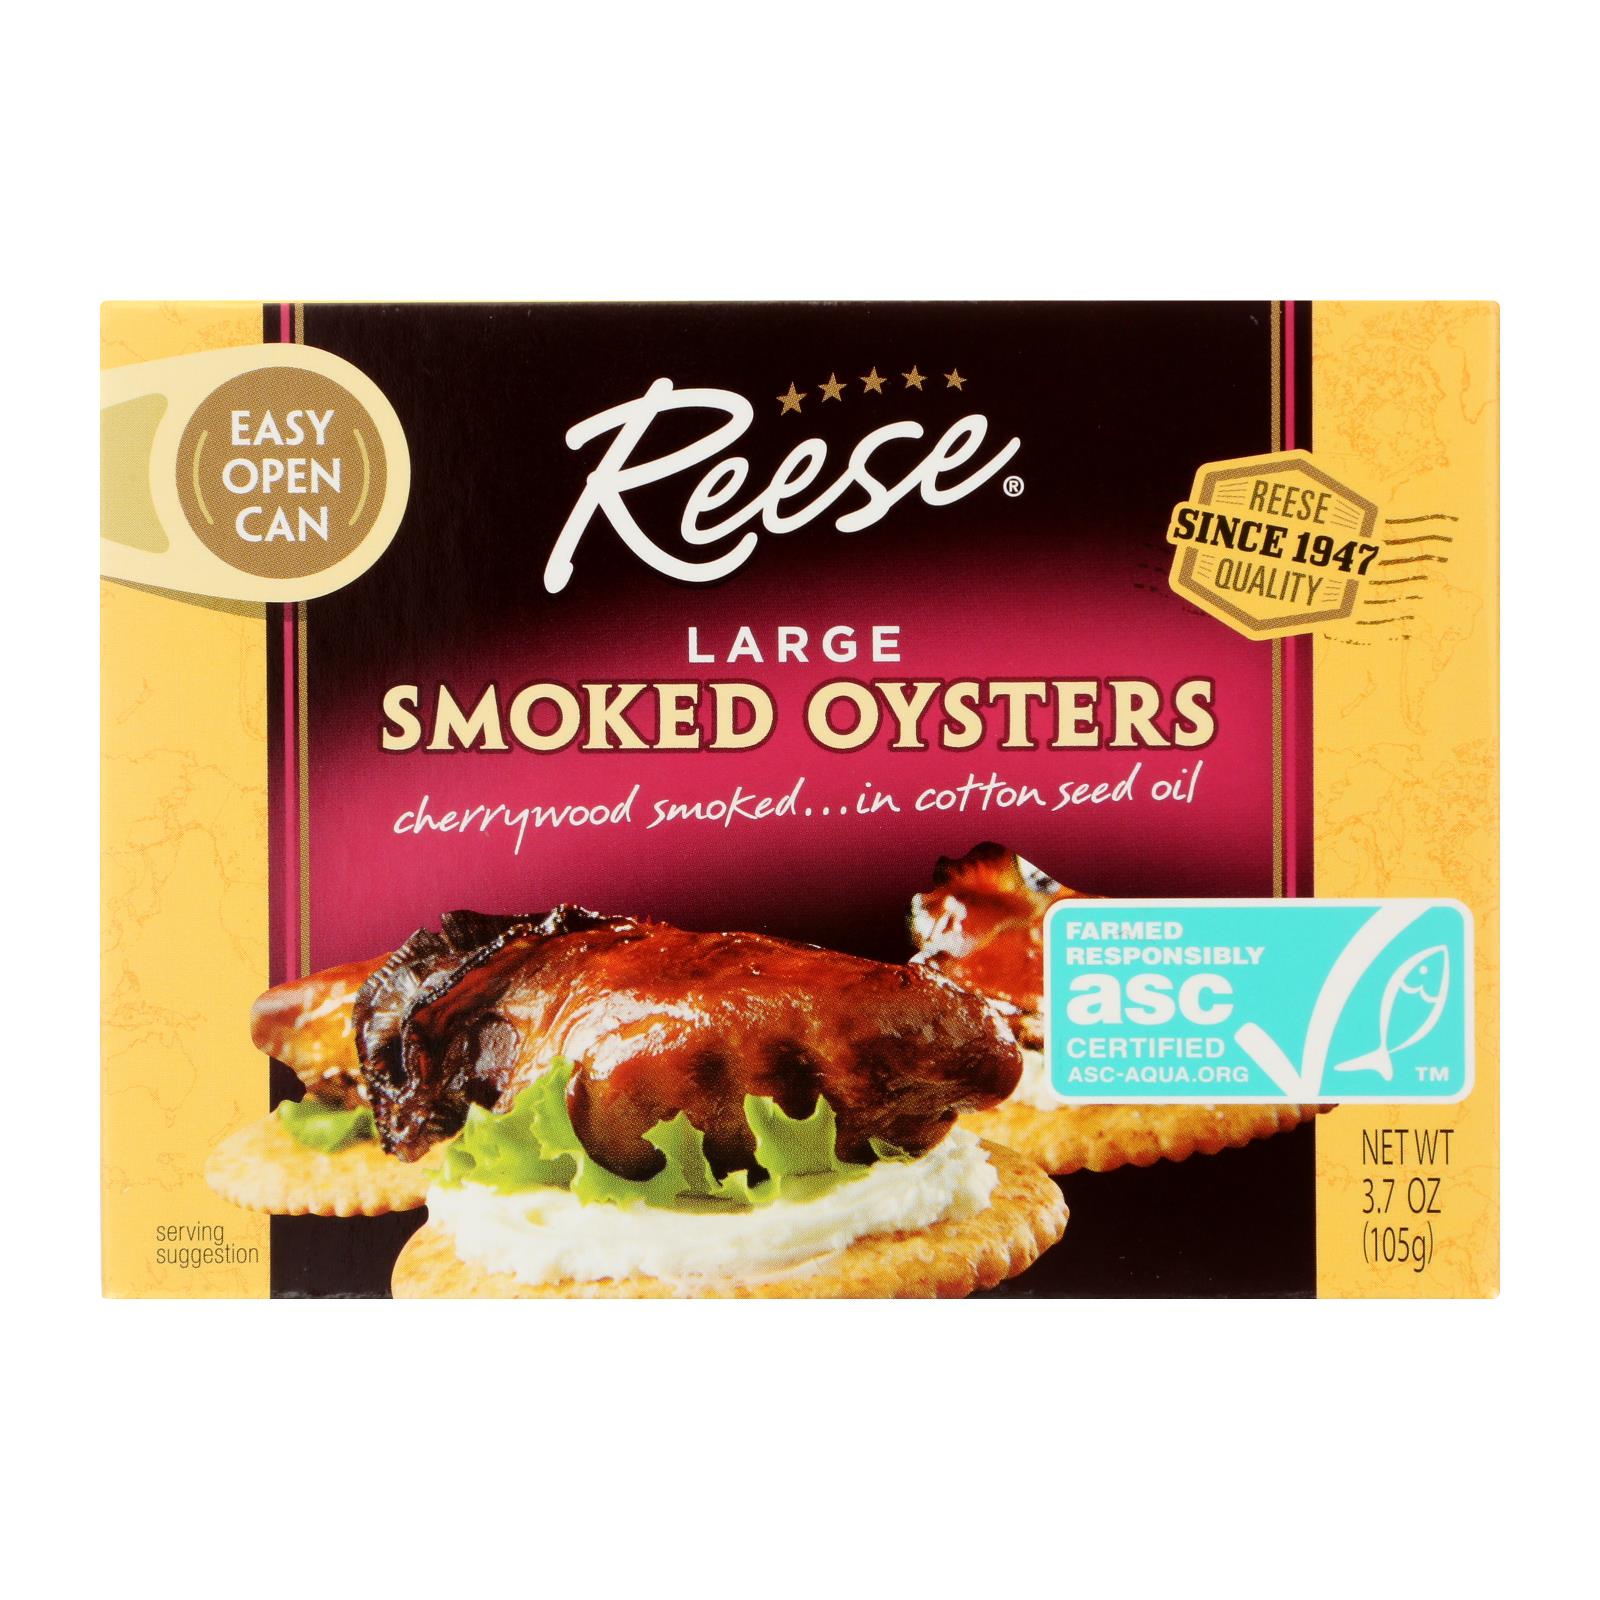 EASY
OPEN
CAN
Reese®
REESE
SINCE 1947
QUALITY
LARGE
SMOKED OYSTERS
cherrywood smoked...in cotton seed oil
FARMED
RESPONSIBLY
asc
CERTIFIED
ASC-AQUA.ORG
TM
NET WT
3.7 OZ
(105g)
serving
suggestion